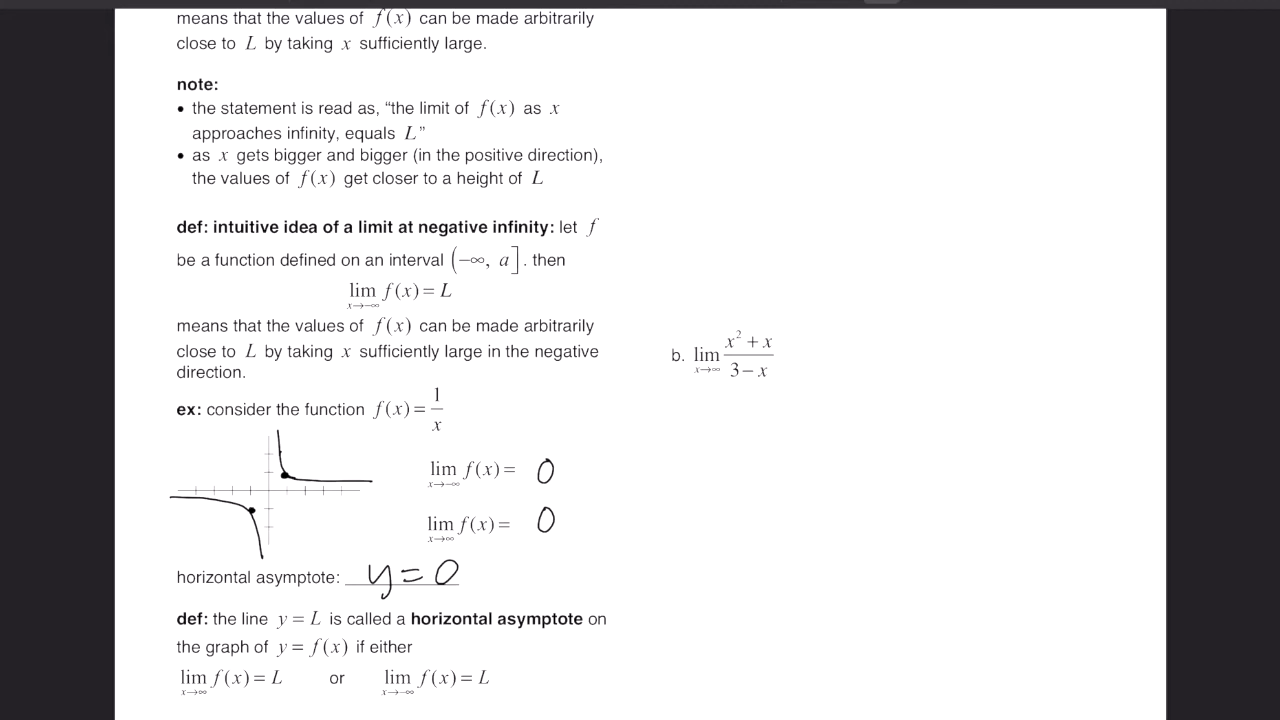 means that the values of f(x) can be made arbitrarily
close to L by taking x sufficiently large.
note:
• the statement is read as, “the limit of f(x) as x
approaches infinity, equals L”
• as x gets bigger and bigger (in the positive direction),
the values of f(x) get closer to a height of L
def: intuitive idea of a limit at negative infinity: let f
be a function defined on an interval (−∞, a]. then
lim f(x) = L
x→−∞
means that the values of f(x) can be made arbitrarily
close to L by taking x sufficiently large in the negative
direction.
ex: consider the function f(x) = 1/x
lim f(x) = 0
x→−∞
lim f(x) = 0
x→∞
horizontal asymptote: y = 0
def: the line y = L is called a horizontal asymptote on
the graph of y = f(x) if either
lim f(x) = L or lim f(x) = L
x→∞ x→−∞
b. lim (x² + x)/(3 − x)
x→∞